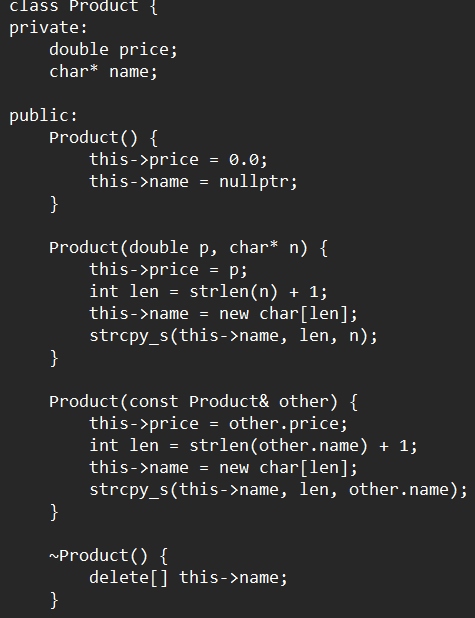 class Product {
private:
    double price;
    char* name;

public:
    Product() {
        this->price = 0.0;
        this->name = nullptr;
    }

    Product(double p, char* n) {
        this->price = p;
        int len = strlen(n) + 1;
        this->name = new char[len];
        strcpy_s(this->name, len, n);
    }

    Product(const Product& other) {
        this->price = other.price;
        int len = strlen(other.name) + 1;
        this->name = new char[len];
        strcpy_s(this->name, len, other.name);
    }

    ~Product() {
        delete[] this->name;
    }